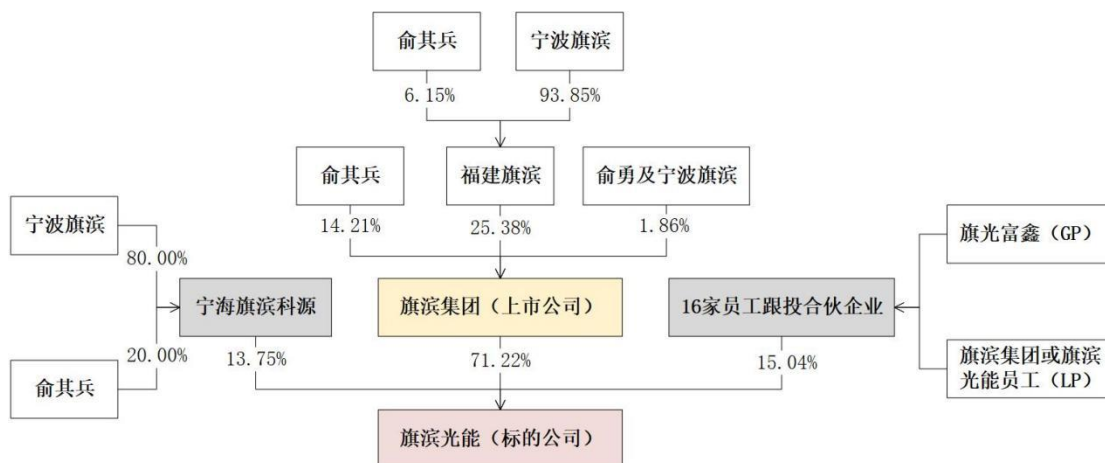 俞其兵
宁波旗滨
6.15%
93.85%
俞其兵
福建旗滨
俞勇及宁波旗滨
14.21%
25.38%
1.86%
宁波旗滨
80.00%
旗光富鑫（GP）
宁海旗滨科源
旗滨集团（上市公司）
16家员工跟投合伙企业
20.00%
13.75%
71.22%
15.04%
俞其兵
旗滨集团或旗滨
光能员工（LP）
旗滨光能（标的公司）